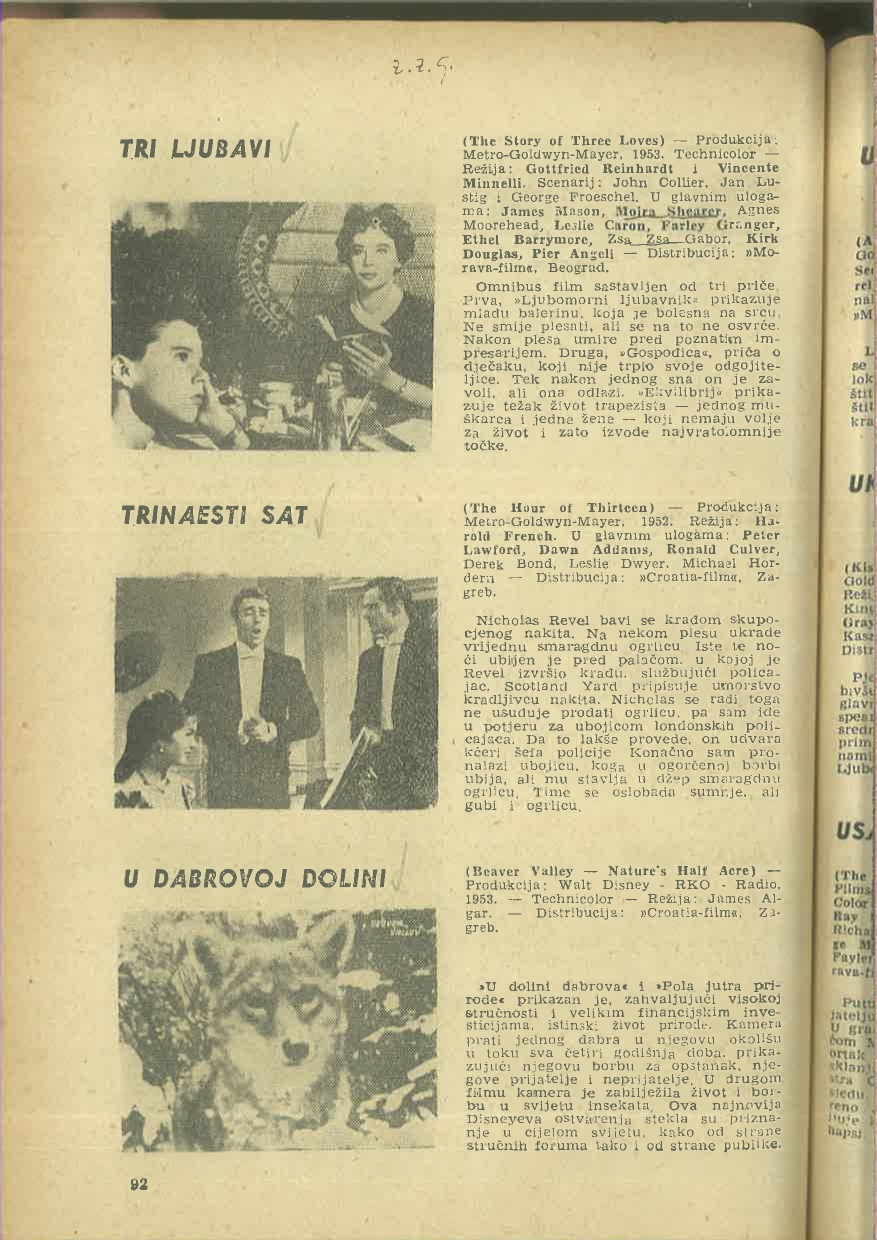 2.7.9.
TRI LJUBAVI
(The Story of Three Loves) — Produkcija:
Metro-Goldwyn-Mayer, 1953. Technicolor —
Režija: Gottfried Reinhardt i Vincente
Minnelli. Scenarij: John Collier, Jan Lu-
stig i George Froeschel. U glavnim uloga-
ma: James Mason, Moira Shearer, Agnes
Moorehead, Leslie Caron, Farley Granger,
Ethel Barrymore, Zsa Zsa Gabor, Kirk
Douglas, Pier Angeli — Distribucija: »Mo-
rava-film«, Beograd.
Omnibus film sastavljen od tri priče.
Prva, »Ljubomorni ljubavnik« prikazuje
mladu balerinu, koja je bolesna na srcu.
Ne smije plesati, ali se na to ne osvrće.
Nakon plesa umire pred poznatim im-
presarijem. Druga, »Gospodica«, priča o
dječaku, koji nije trpio svoje odgojite-
ljice. Tek nakon jednog sna on je za-
voli, ali ona odlazi. »Ekvilibrij« prika-
zuje težak život trapezista — jednog mu-
škarca i jedne žene — koji nemaju volje
za život i zato izvode najvratolomnije
točke.
TRINAESTI SAT
(The Hour of Thirteen) — Produkcija:
Metro-Goldwyn-Mayer, 1952. Režija: Ha-
rold French. U glavnim ulogama: Peter
Lawford, Dawn Addams, Ronald Culver,
Derek Bond, Leslie Dwyer, Michael Hor-
dern — Distribucija: »Croatia-film«, Za-
greb.
Nicholas Revel bavi se kradom skupo-
cjenog nakita. Na nekom plesu ukrade
vrijednu smaragdnu ogrlicu. Iste te no-
ći ubijen je pred palačom, u kojoj je
Revel izvršio kradu, službujući polica-
jac. Scotland Yard pripisuje umorstvo
kradljivcu nakita. Nicholas se radi toga
ne usuduje prodati ogrlicu, pa sam ide
u potjeru za ubojicom londonskih poli-
cajaca. Da to lakše provede, on udvara
kćeri šefa policije Konačno sam pro-
nalazi ubojicu, koga u ogorčenoj borbi
ubija, ali mu stavlja u džep smaragdnu
ogrlicu. Time se oslobada sumnje, ali
gubi i ogrlicu.
U DABROVOJ DOLINI
(Beaver Valley — Nature's Half Acre) —
Produkcija: Walt Disney - RKO - Radio,
1953. — Technicolor — Režija: James Al-
gar. — Distribucija: »Croatia-film«, Za-
greb.
»U dolini dabrova« i »Pola jutra pri-
rode« prikazan je, zahvaljujući visokoj
stručnosti i velikim financijskim inve-
sticijama, istinski život prirode. Kamera
prati jednog dabra u njegovu okolišu
u toku sva četiri godišnja doba, prika-
zujući njegovu borbu za opstanak, nje-
gove prijatelje i neprijatelje. U drugom
filmu kamera je zabilježila život i bor-
bu u svijetu insekata. Ova najnovija
Disneyeva ostvarenja stekla su prizna-
nje u cijelom svijetu, kako od strane
stručnih foruma tako i od strane publike.
92